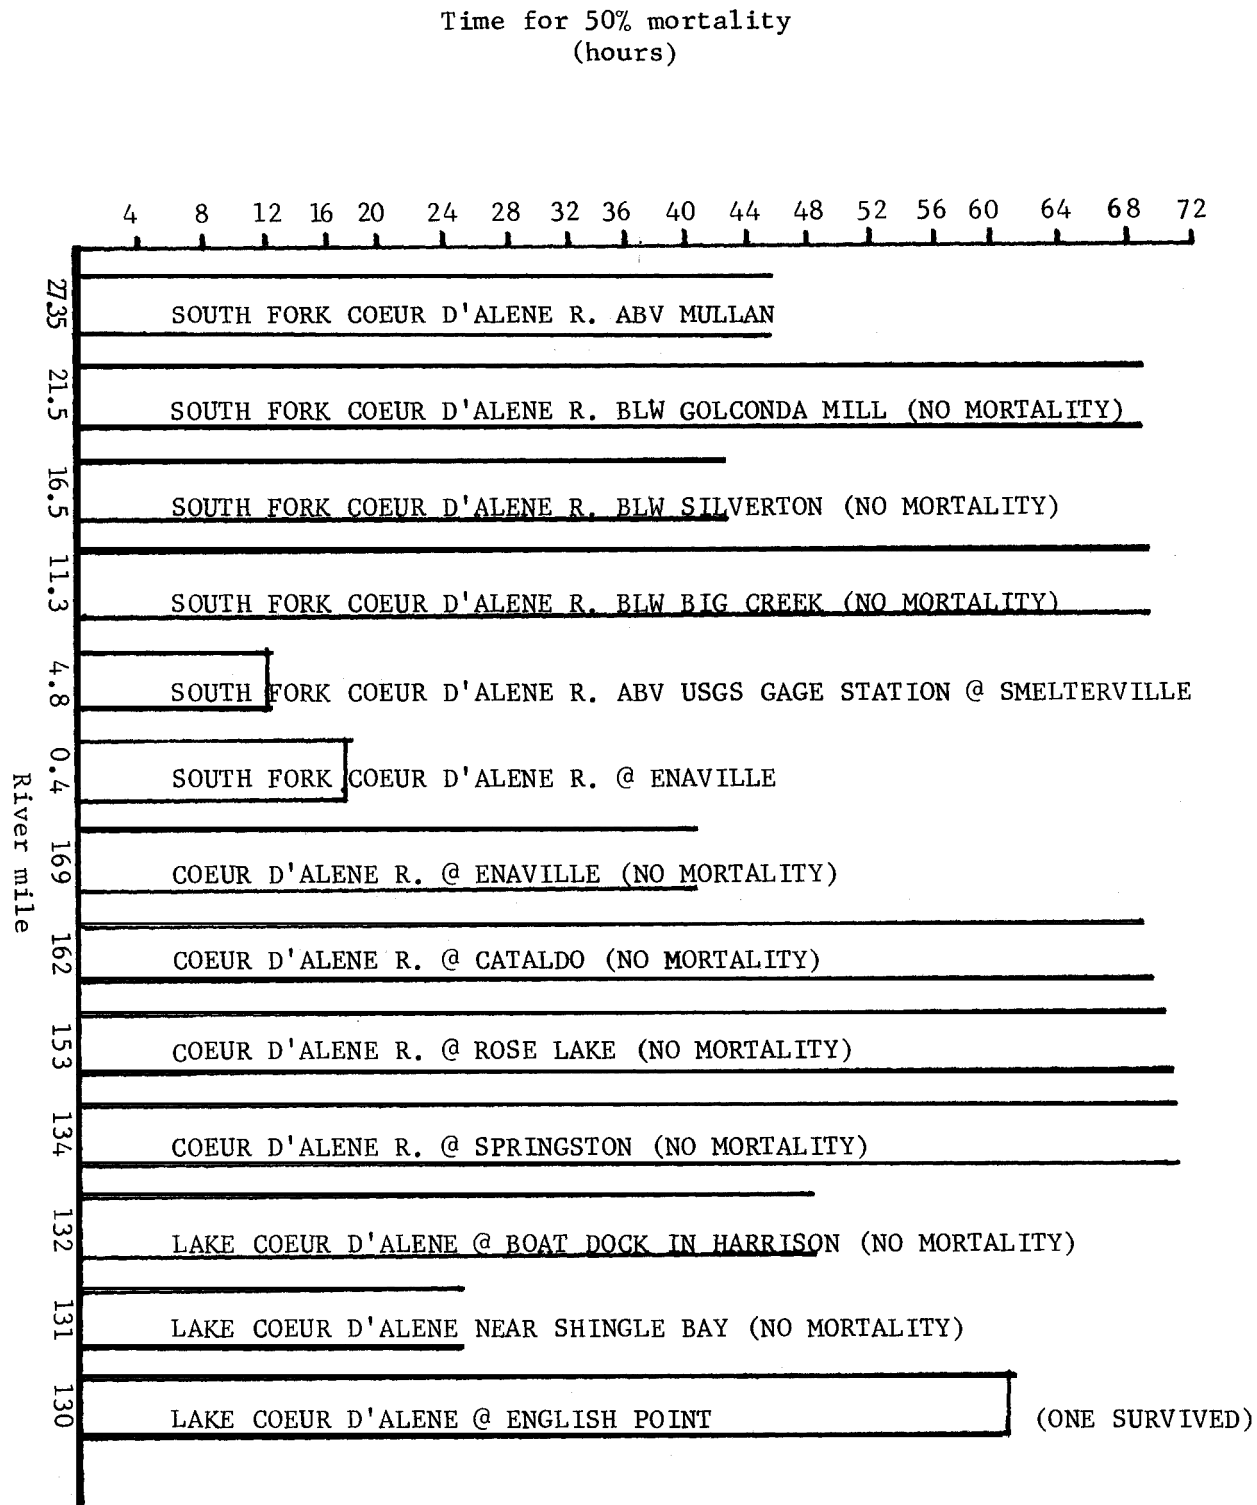 Time for 50% mortality
(hours)
4 8 12 16 20 24 28 32 36 40 44 48 52 56 60 64 68 72
27.35
SOUTH FORK COEUR D'ALENE R. ABV MULLAN
21.5
SOUTH FORK COEUR D'ALENE R. BLW GOLCONDA MILL (NO MORTALITY)
16.5
SOUTH FORK COEUR D'ALENE R. BLW SILVERTON (NO MORTALITY)
11.3
SOUTH FORK COEUR D'ALENE R. BLW BIG CREEK (NO MORTALITY)
4.8
SOUTH FORK COEUR D'ALENE R. ABV USGS GAGE STATION @ SMELTERVILLE
0.4
SOUTH FORK COEUR D'ALENE R. @ ENAVILLE
River mile
169
COEUR D'ALENE R. @ ENAVILLE (NO MORTALITY)
162
COEUR D'ALENE R. @ CATALDO (NO MORTALITY)
153
COEUR D'ALENE R. @ ROSE LAKE (NO MORTALITY)
134
COEUR D'ALENE R. @ SPRINGSTON (NO MORTALITY)
132
LAKE COEUR D'ALENE @ BOAT DOCK IN HARRISON (NO MORTALITY)
131
LAKE COEUR D'ALENE NEAR SHINGLE BAY (NO MORTALITY)
130
LAKE COEUR D'ALENE @ ENGLISH POINT (ONE SURVIVED)